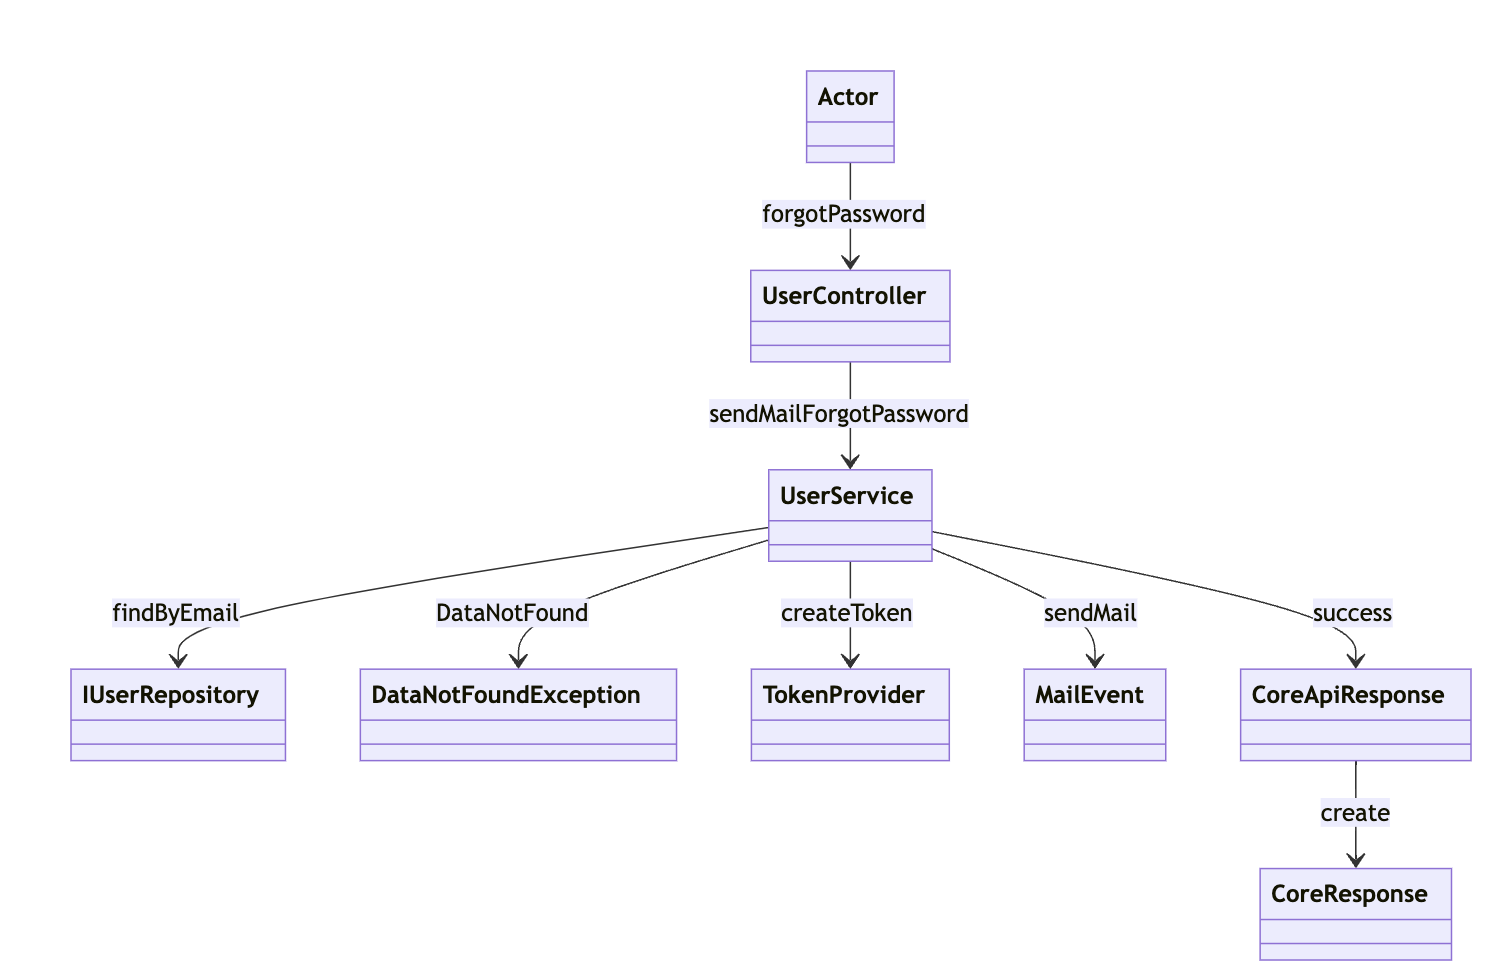 Actor
forgotPassword
UserController
sendMailForgotPassword
UserService
findByEmail
DataNotFound
createToken
sendMail
success
IUserRepository
DataNotFoundException
TokenProvider
MailEvent
CoreApiResponse
create
CoreResponse